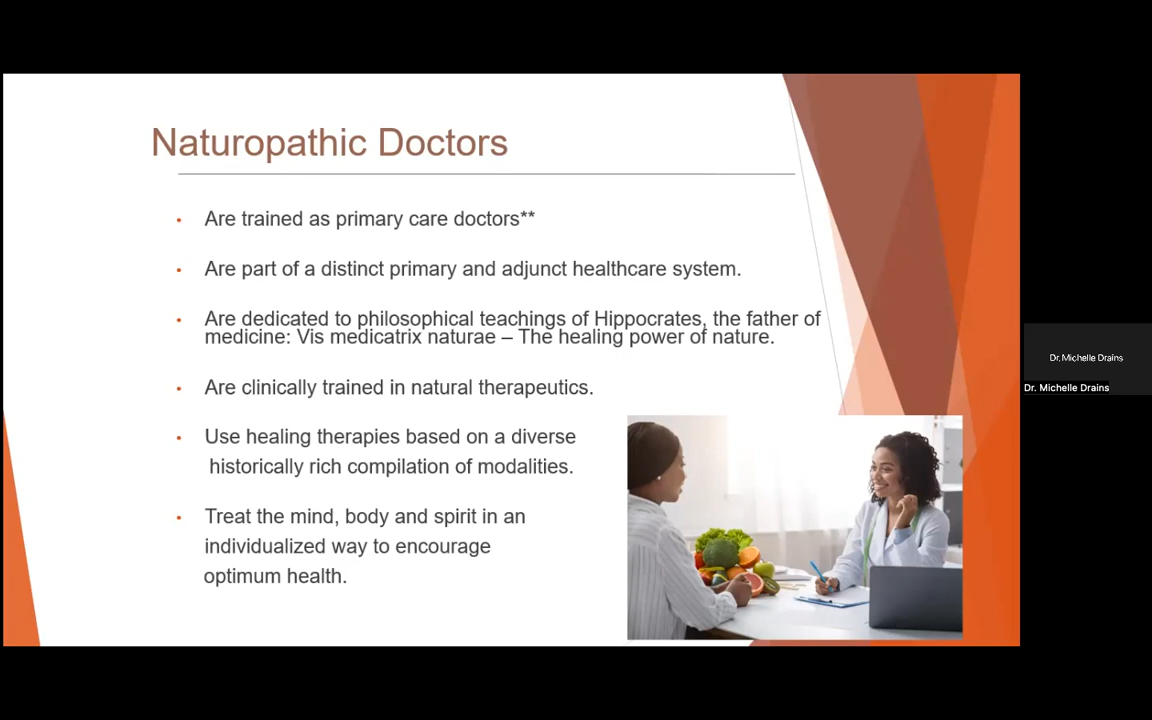 Naturopathic Doctors
• Are trained as primary care doctors**
• Are part of a distinct primary and adjunct healthcare system.
• Are dedicated to philosophical teachings of Hippocrates, the father of
medicine: Vis medicatrix naturae – The healing power of nature.
• Are clinically trained in natural therapeutics.
• Use healing therapies based on a diverse
historically rich compilation of modalities.
• Treat the mind, body and spirit in an
individualized way to encourage
optimum health.
Dr. Michelle Drains
Dr. Michelle Drains